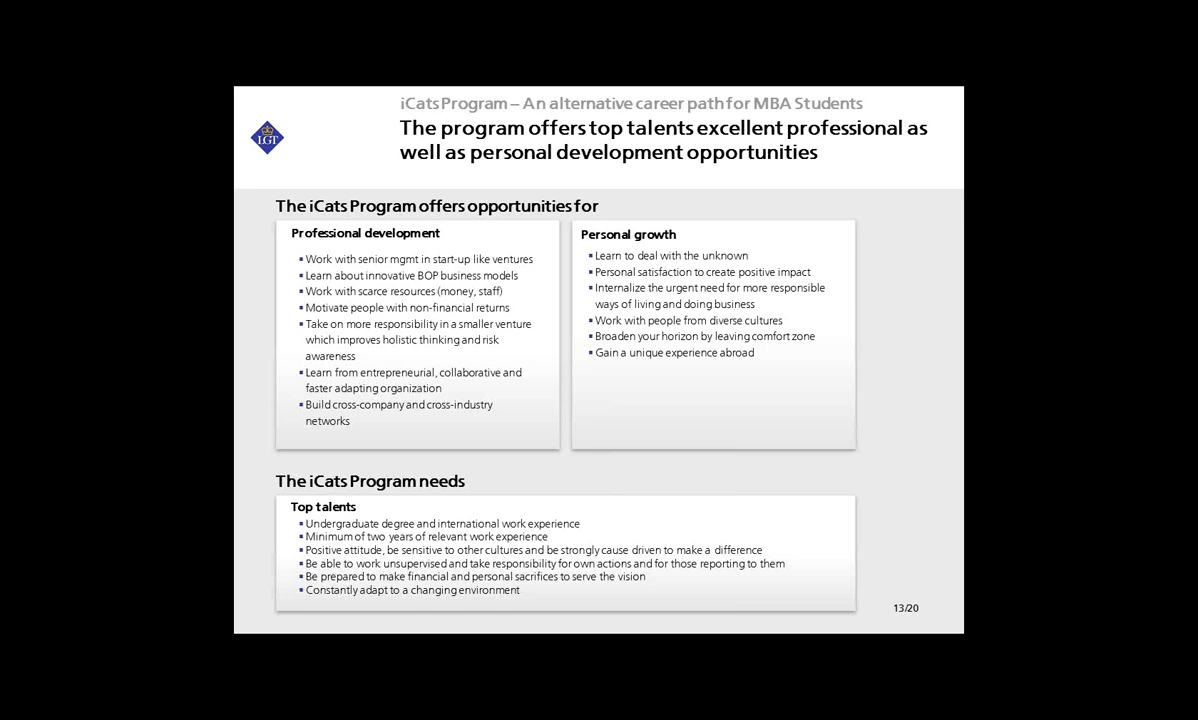 iCats Program – An alternative career path for MBA Students
The program offers top talents excellent professional as
well as personal development opportunities
LGT
The iCats Program offers opportunities for
Professional development
▪ Work with senior mgmt in start-up like ventures
▪ Learn about innovative BOP business models
▪ Work with scarce resources (money, staff)
▪ Motivate people with non-financial returns
▪ Take on more responsibility in a smaller venture
which improves holistic thinking and risk
awareness
▪ Learn from entrepreneurial, collaborative and
faster adapting organization
▪ Build cross-company and cross-industry
networks
Personal growth
▪ Learn to deal with the unknown
▪ Personal satisfaction to create positive impact
▪ Internalize the urgent need for more responsible
ways of living and doing business
▪ Work with people from diverse cultures
▪ Broaden your horizon by leaving comfort zone
▪ Gain a unique experience abroad
The iCats Program needs
Top talents
▪ Undergraduate degree and international work experience
▪ Minimum of two years of relevant work experience
▪ Positive attitude, be sensitive to other cultures and be strongly cause driven to make a difference
▪ Be able to work unsupervised and take responsibility for own actions and for those reporting to them
▪ Be prepared to make financial and personal sacrifices to serve the vision
▪ Constantly adapt to a changing environment
13/20